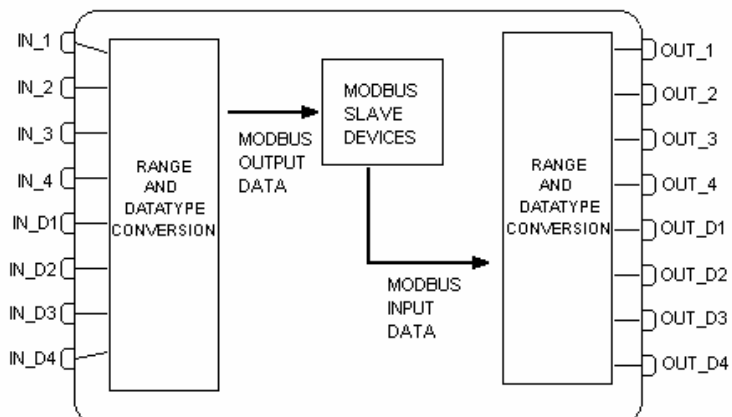 IN_1
IN_2
IN_3
IN_4
IN_D1
IN_D2
IN_D3
IN_D4
RANGE
AND
DATATYPE
CONVERSION
MODBUS
OUTPUT
DATA
MODBUS
SLAVE
DEVICES
MODBUS
INPUT
DATA
RANGE
AND
DATATYPE
CONVERSION
OUT_1
OUT_2
OUT_3
OUT_4
OUT_D1
OUT_D2
OUT_D3
OUT_D4